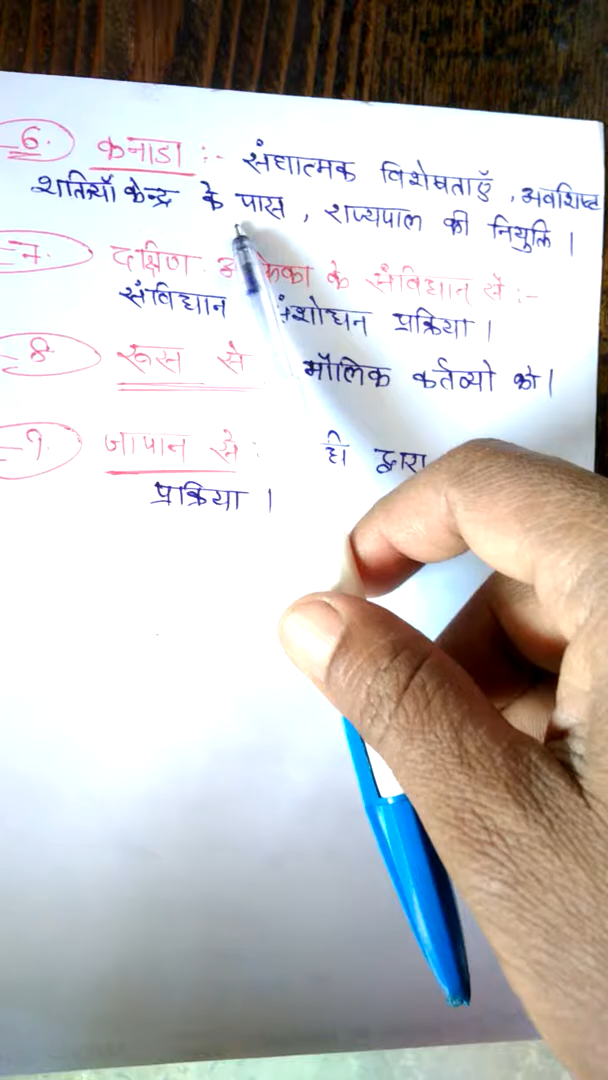 6. कनाडा :- संघात्मक विशेषताएँ , अवशिष्ट
शक्तियाँ केन्द्र के पास , राज्यपाल की नियुक्ति ।
7. दक्षिण के संविधान से :-
संविधान संशोधन प्रक्रिया ।
8. रूस से मौलिक कर्तव्यो को ।
9. जापान से : द्वारा
प्रक्रिया ।